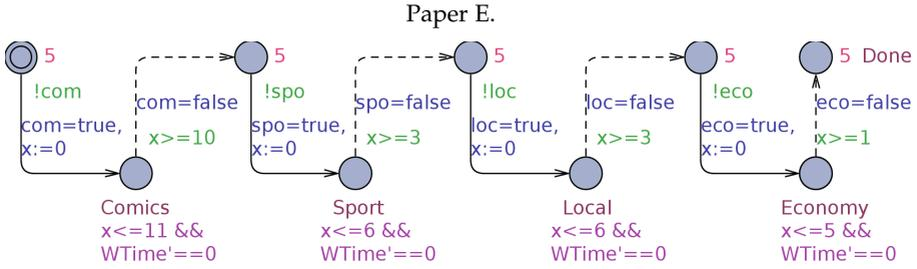 Paper E.
5 5 5 5 5 Done
!com !spo !loc !eco
com=false spo=false loc=false eco=false
com=true, spo=true, loc=true, eco=true,
x>=10 x>=3 x>=3 x>=1
x:=0 x:=0 x:=0 x:=0
Comics Sport Local Economy
x<=11 && x<=6 && x<=6 && x<=5 &&
WTime'==0 WTime'==0 WTime'==0 WTime'==0